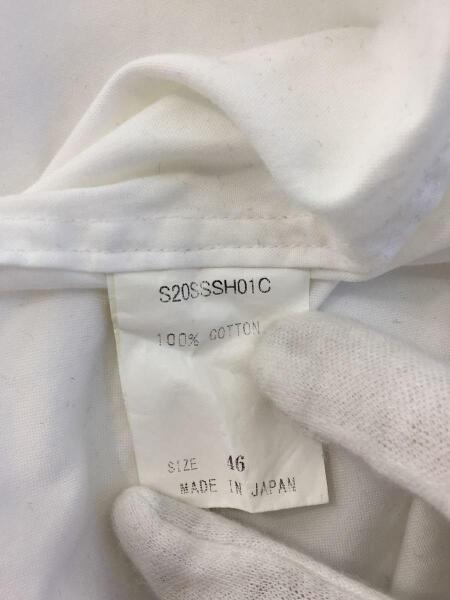 S20SSSH01C
100% COTTON
SIZE 46
MADE IN JAPAN